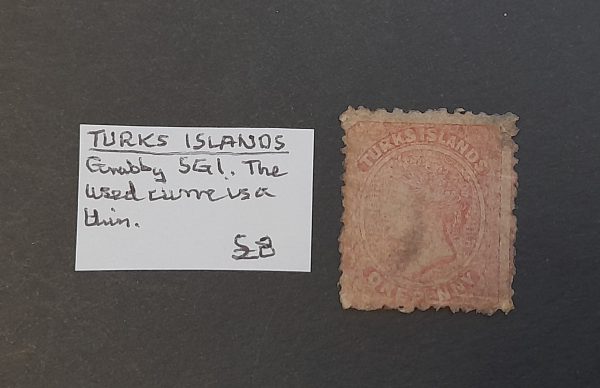 TURKS ISLANDS
Grubby SG1. The
used curve is a
thin.
£8
TURKS ISLANDS
ONE PENNY